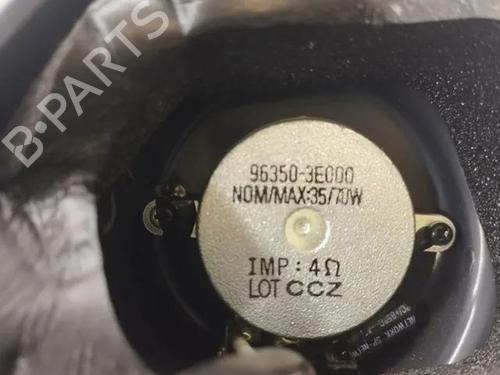 B-PARTS
96350-3E000
NOM/MAX:35/70W
IMP : 4Ω
LOT CCZ